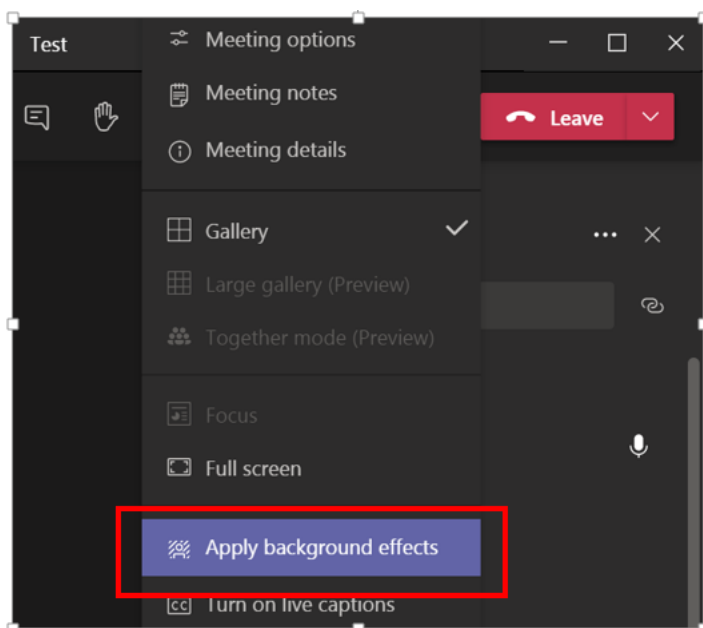 Test
Meeting options
Meeting notes
Leave
Meeting details
Gallery
Large gallery (Preview)
Together mode (Preview)
Focus
Full screen
Apply background effects
CC Turn on live captions